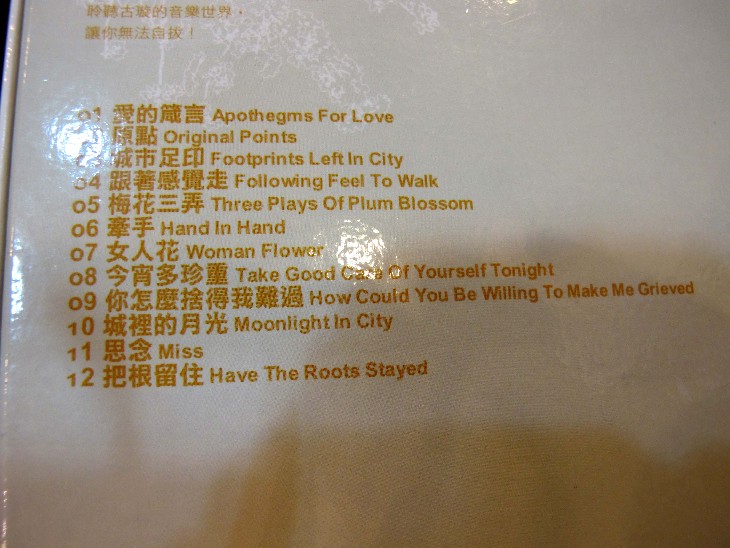 聆聽古璇的音樂世界，
讓你無法自拔！
01 愛的箴言 Apothegms For Love
原點 Original Points
03 城市足印 Footprints Left In City
04 跟著感覺走 Following Feel To Walk
05 梅花三弄 Three Plays Of Plum Blossom
06 牽手 Hand In Hand
07 女人花 Woman Flower
08 今宵多珍重 Take Good Care Of Yourself Tonight
09 你怎麼捨得我難過 How Could You Be Willing To Make Me Grieved
10 城裡的月光 Moonlight In City
11 思念 Miss
12 把根留住 Have The Roots Stayed